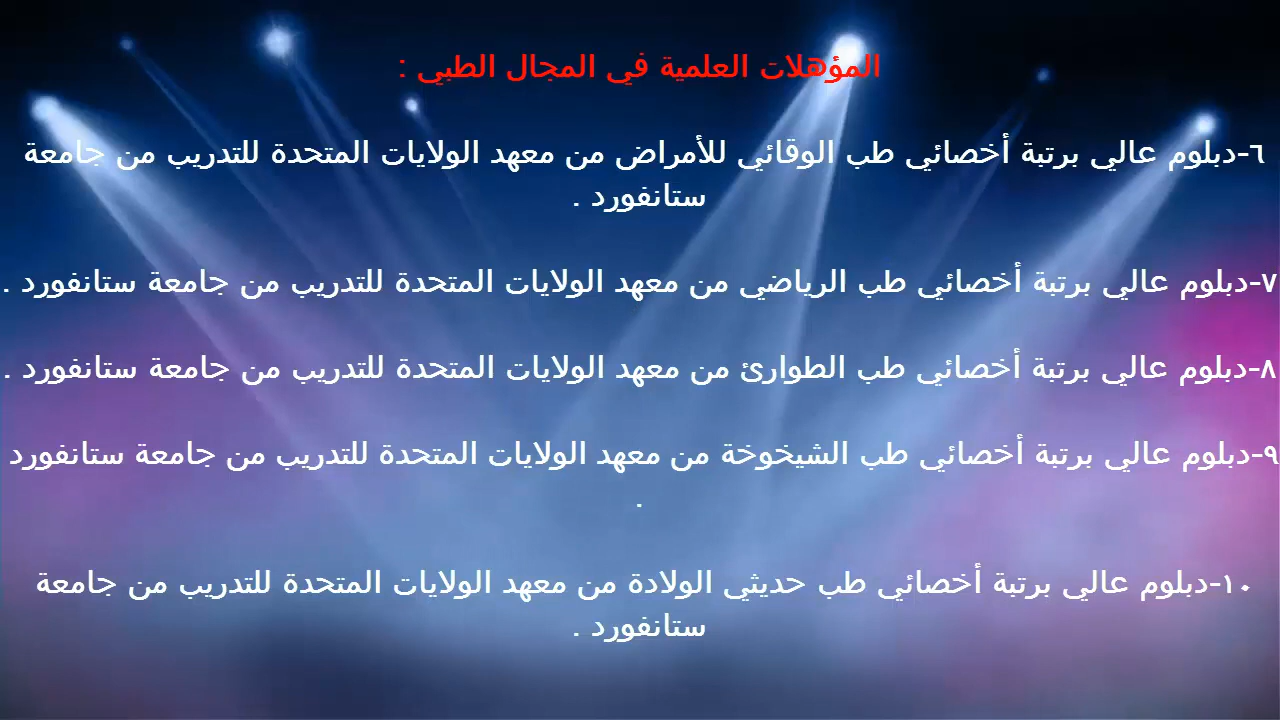 المؤهلات العلمية في المجال الطبي :
٦-دبلوم عالي برتبة أخصائي طب الوقائي للأمراض من معهد الولايات المتحدة للتدريب من جامعة
ستانفورد .
٧-دبلوم عالي برتبة أخصائي طب الرياضي من معهد الولايات المتحدة للتدريب من جامعة ستانفورد .
٨-دبلوم عالي برتبة أخصائي طب الطوارئ من معهد الولايات المتحدة للتدريب من جامعة ستانفورد .
٩-دبلوم عالي برتبة أخصائي طب الشيخوخة من معهد الولايات المتحدة للتدريب من جامعة ستانفورد
.
١٠-دبلوم عالي برتبة أخصائي طب حديثي الولادة من معهد الولايات المتحدة للتدريب من جامعة
ستانفورد .